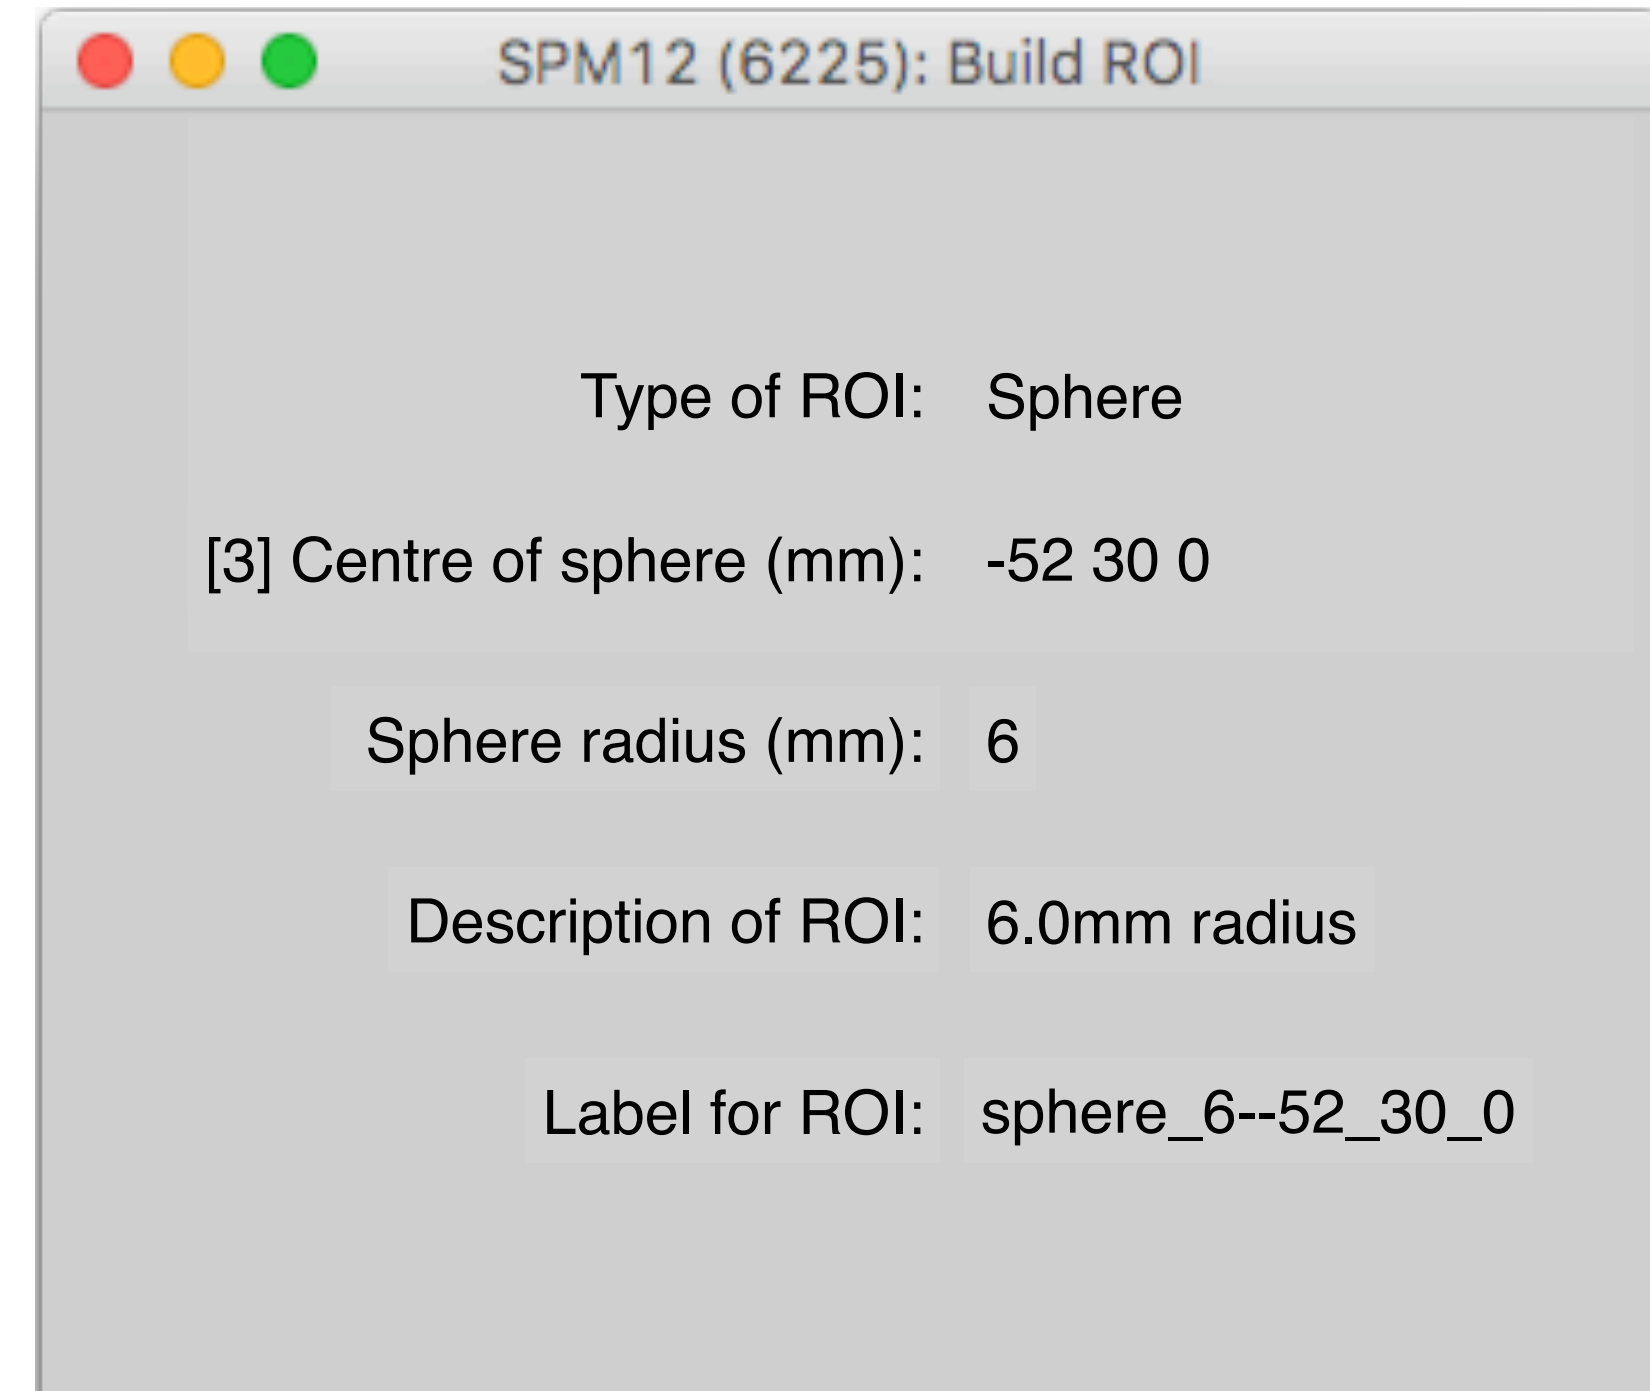 SPM12 (6225): Build ROI
Type of ROI: Sphere
[3] Centre of sphere (mm): -52 30 0
Sphere radius (mm): 6
Description of ROI: 6.0mm radius
Label for ROI: sphere_6--52_30_0